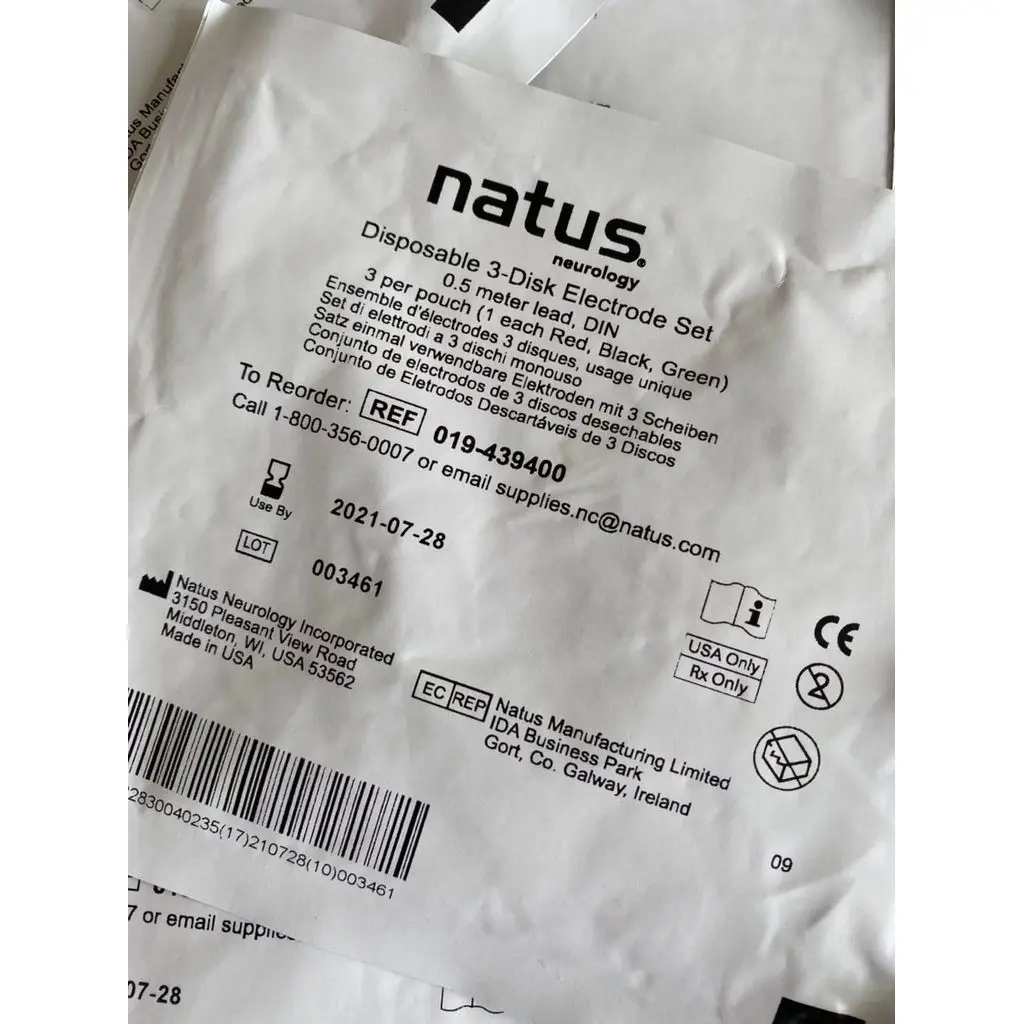 natus®
neurology
Disposable 3-Disk Electrode Set
0.5 meter lead, DIN
3 per pouch (1 each Red, Black, Green)
Ensemble d'électrodes 3 disques, usage unique
Set di elettrodi a 3 dischi monouso
Satz einmal verwendbare Elektroden mit 3 Scheiben
Conjunto de electrodos de 3 discos desechables
Conjunto de Eletrodos Descartáveis de 3 Discos
To Reorder: REF 019-439400
Call 1-800-356-0007 or email supplies.nc@natus.com
Use By 2021-07-28
LOT 003461
Natus Neurology Incorporated
3150 Pleasant View Road
Middleton, WI, USA 53562
Made in USA
i
CE
USA Only
Rx Only
2
EC REP Natus Manufacturing Limited
IDA Business Park
Gort, Co. Galway, Ireland
2830040235(17)210728(10)003461
09
7 or email
07-28